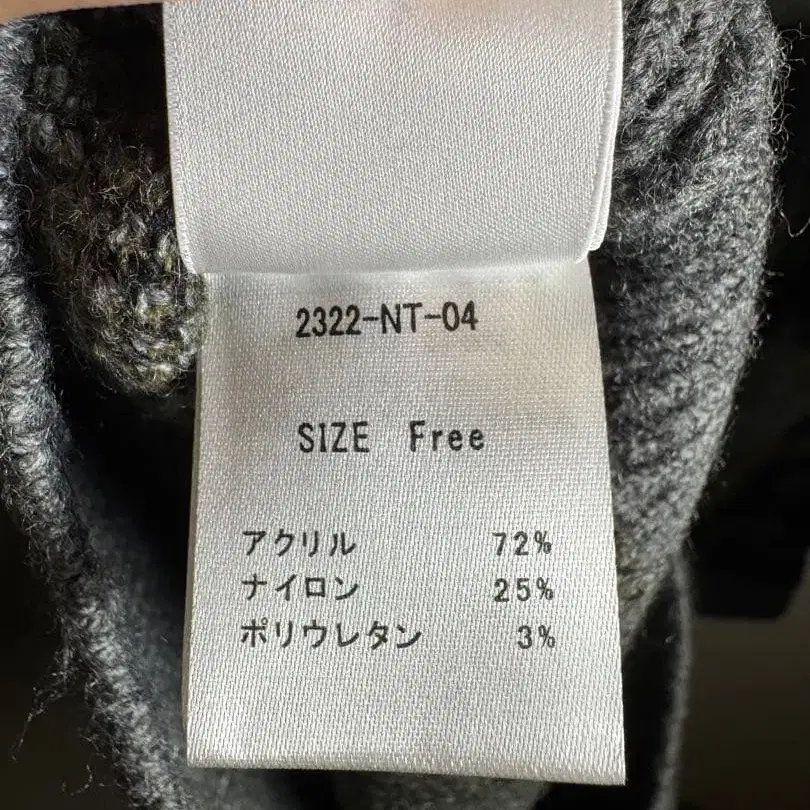 2322-NT-04
SIZE Free
アクリル 72%
ナイロン 25%
ポリウレタン 3%